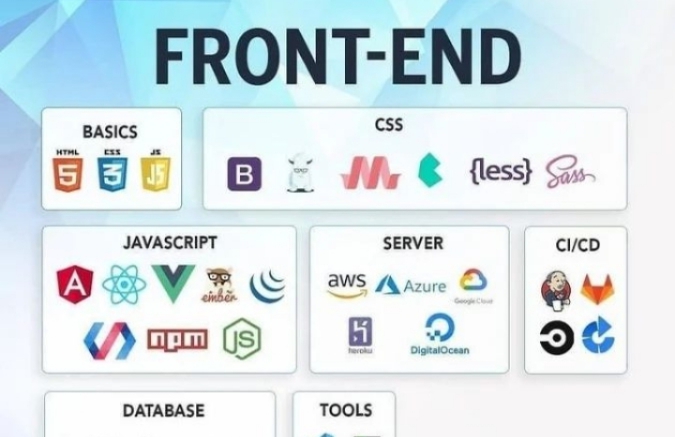 FRONT-END
BASICS
HTML CSS JS
5 3 JS
CSS
B M {less} Sass
JAVASCRIPT
A ember
npm JS
SERVER
aws Azure Google Cloud
heroku DigitalOcean
CI/CD
DATABASE
TOOLS